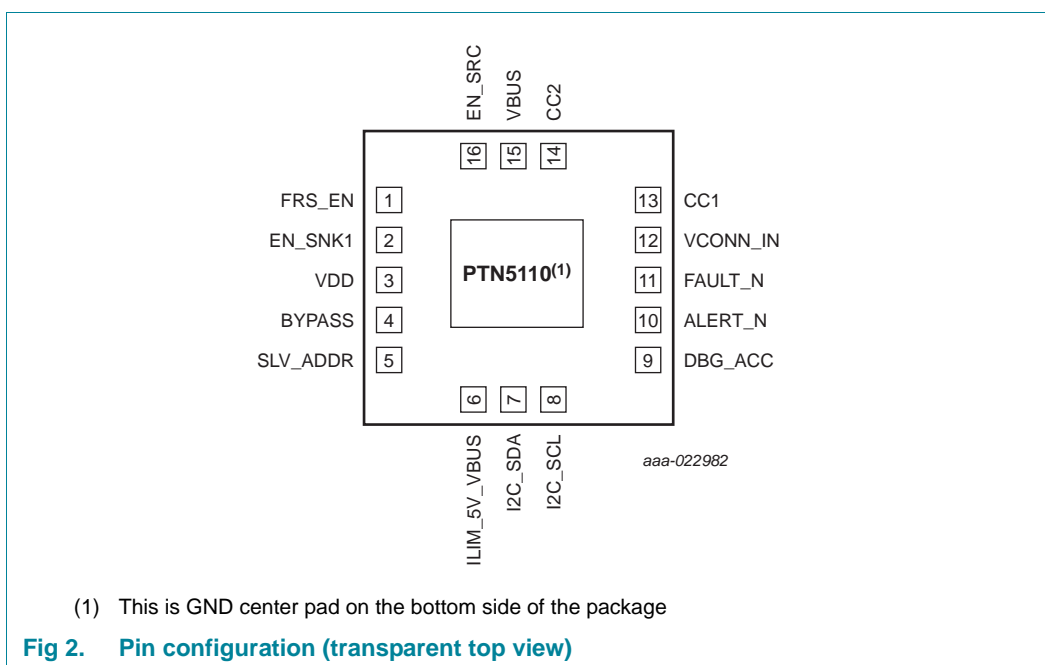 EN_SRC
VBUS
CC2
16
15
14
FRS_EN 1
13 CC1
EN_SNK1 2
12 VCONN_IN
VDD 3
PTN5110(1)
11 FAULT_N
BYPASS 4
10 ALERT_N
SLV_ADDR 5
9 DBG_ACC
6
7
8
ILIM_5V_VBUS
I2C_SDA
I2C_SCL
aaa-022982
(1) This is GND center pad on the bottom side of the package
Fig 2. Pin configuration (transparent top view)